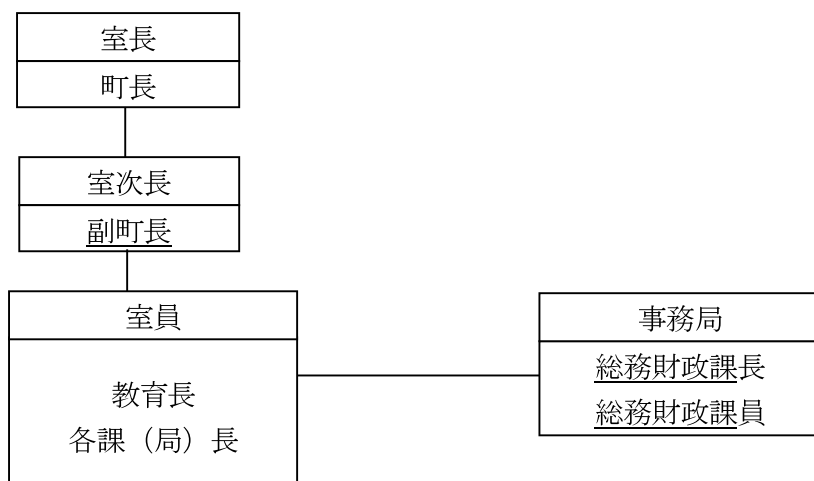 室長
町長
室次長
副町長
室員
教育長
各課（局）長
事務局
総務財政課長
総務財政課員